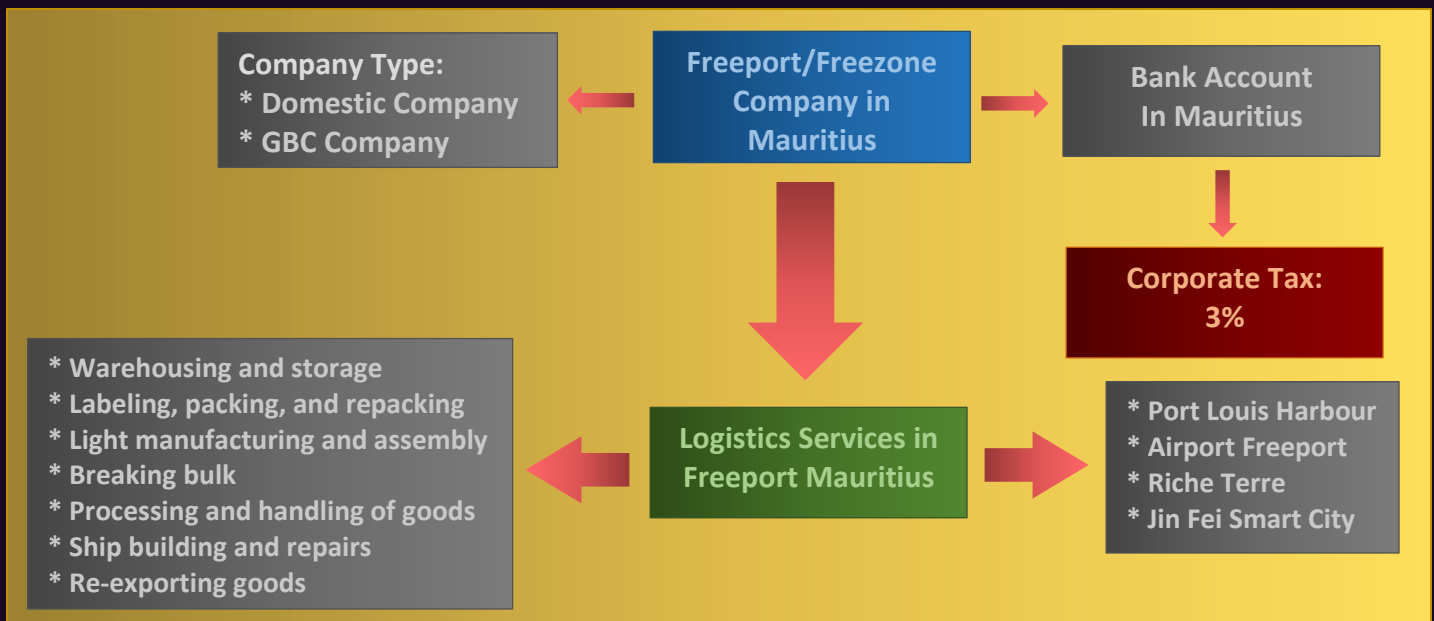 Company Type:
* Domestic Company
* GBC Company
Freeport/Freezone
Company in
Mauritius
Bank Account
In Mauritius
Corporate Tax:
3%
* Warehousing and storage
* Labeling, packing, and repacking
* Light manufacturing and assembly
* Breaking bulk
* Processing and handling of goods
* Ship building and repairs
* Re-exporting goods
Logistics Services in
Freeport Mauritius
* Port Louis Harbour
* Airport Freeport
* Riche Terre
* Jin Fei Smart City